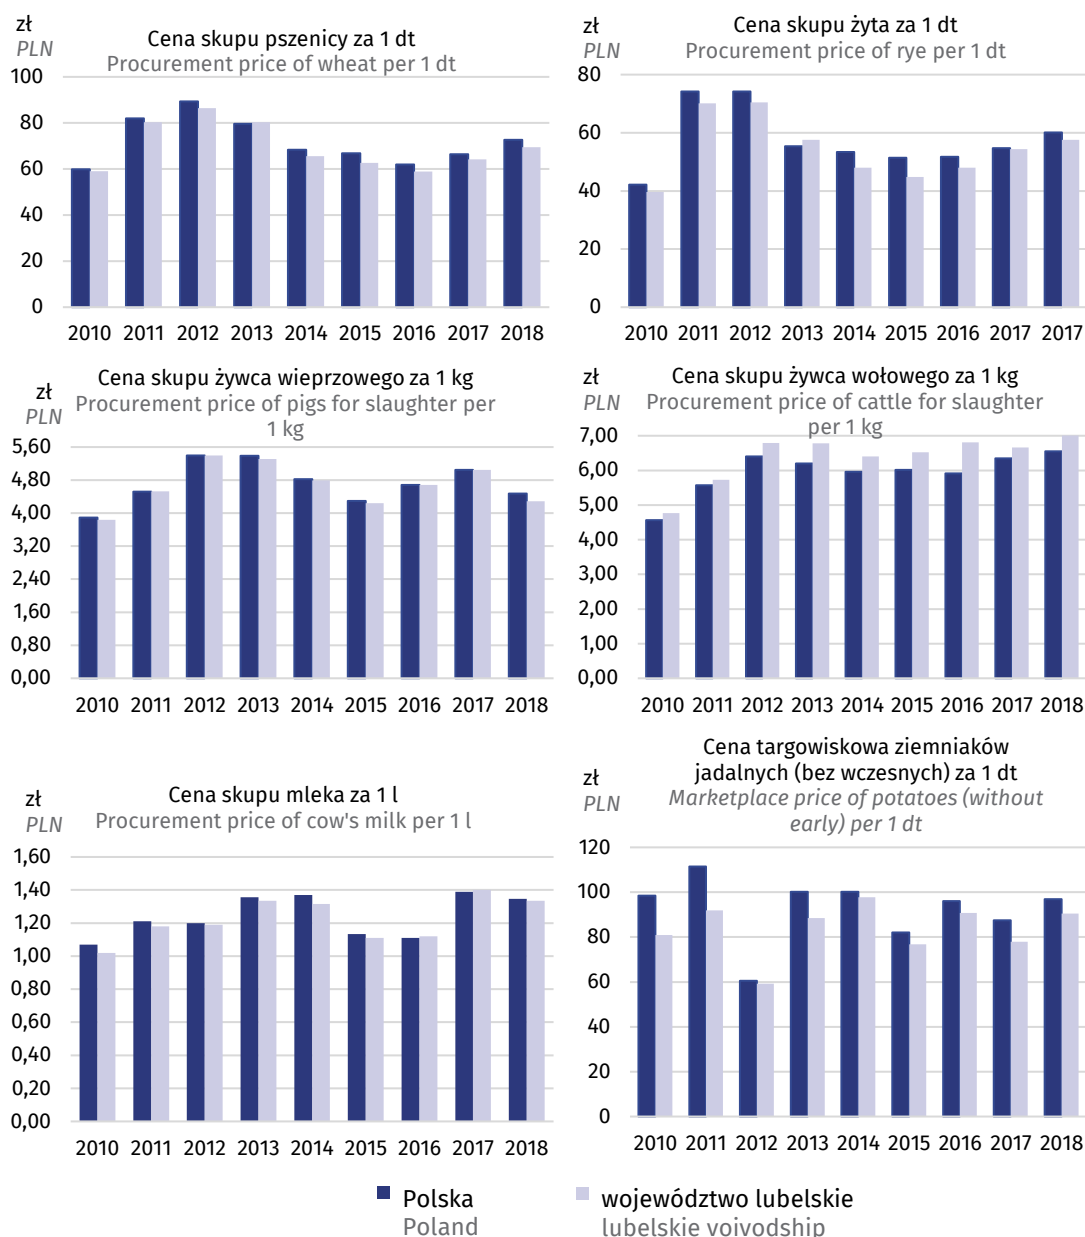 zł
PLN
Cena skupu pszenicy za 1 dt
Procurement price of wheat per 1 dt
100
80
60
40
20
0
2010 2011 2012 2013 2014 2015 2016 2017 2018
zł
PLN
Cena skupu żyta za 1 dt
Procurement price of rye per 1 dt
80
60
40
20
0
2010 2011 2012 2013 2014 2015 2016 2017 2017
zł
PLN
Cena skupu żywca wieprzowego za 1 kg
Procurement price of pigs for slaughter per
1 kg
5,60
4,80
4,00
3,20
2,40
1,60
0,80
0,00
2010 2011 2012 2013 2014 2015 2016 2017 2018
zł
PLN
Cena skupu żywca wołowego za 1 kg
Procurement price of cattle for slaughter
per 1 kg
7,00
6,00
5,00
4,00
3,00
2,00
1,00
0,00
2010 2011 2012 2013 2014 2015 2016 2017 2018
zł
PLN
Cena skupu mleka za 1 l
Procurement price of cow's milk per 1 l
1,60
1,40
1,20
1,00
0,80
0,60
0,40
0,20
0,00
2010 2011 2012 2013 2014 2015 2016 2017 2018
Cena targowiskowa ziemniaków
jadalnych (bez wczesnych) za 1 dt
zł
PLN
Marketplace price of potatoes (without
early) per 1 dt
120
100
80
60
40
20
0
2010 2011 2012 2013 2014 2015 2016 2017 2018
Polska
Poland
województwo lubelskie
lubelskie voivodship